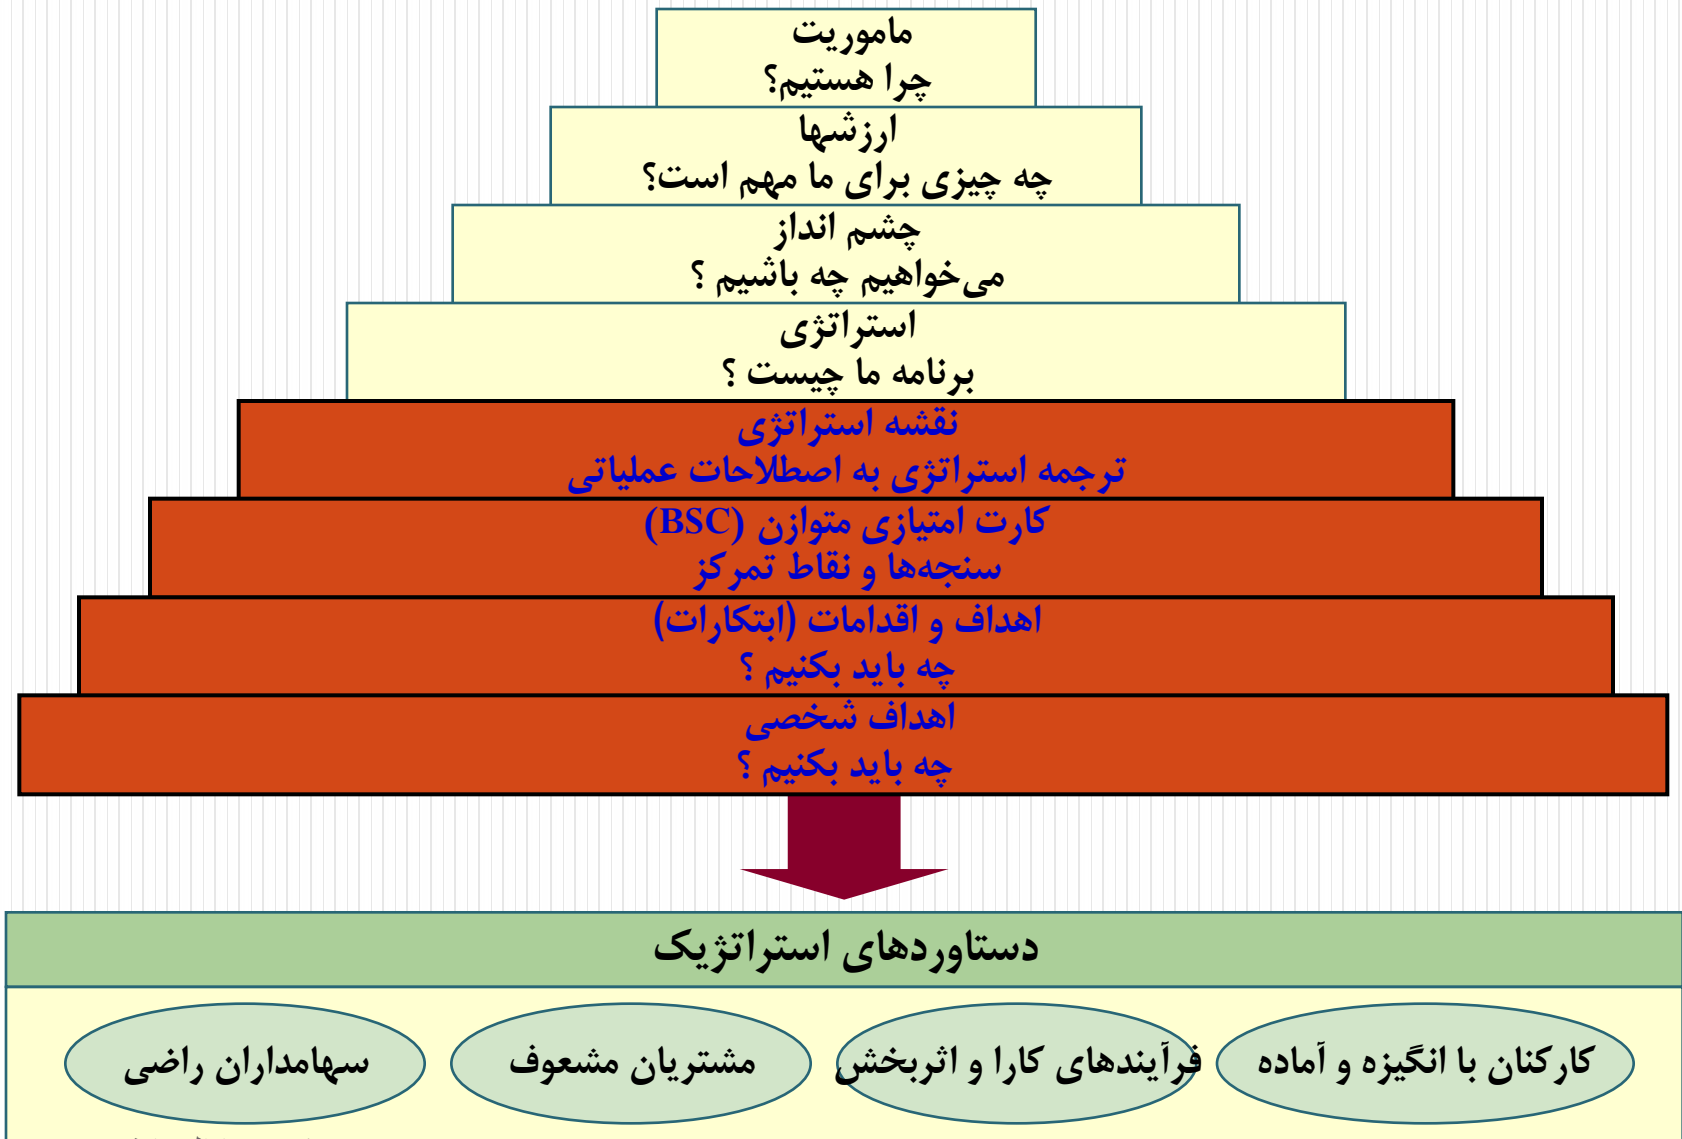 ماموریت
چرا هستیم؟
ارزشها
چه چیزی برای ما مهم است؟
چشم انداز
می‌خواهیم چه باشیم ؟
استراتژی
برنامه ما چیست ؟
نقشه استراتژی
ترجمه استراتژی به اصطلاحات عملیاتی
کارت امتیازی متوازن (BSC)
سنجه‌ها و نقاط تمرکز
اهداف و اقدامات (ابتکارات)
چه باید بکنیم ؟
اهداف شخصی
چه باید بکنیم ؟
دستاوردهای استراتژیک
کارکنان با انگیزه و آماده
فرآیندهای کارا و اثربخش
مشتریان مشعوف
سهامداران راضی